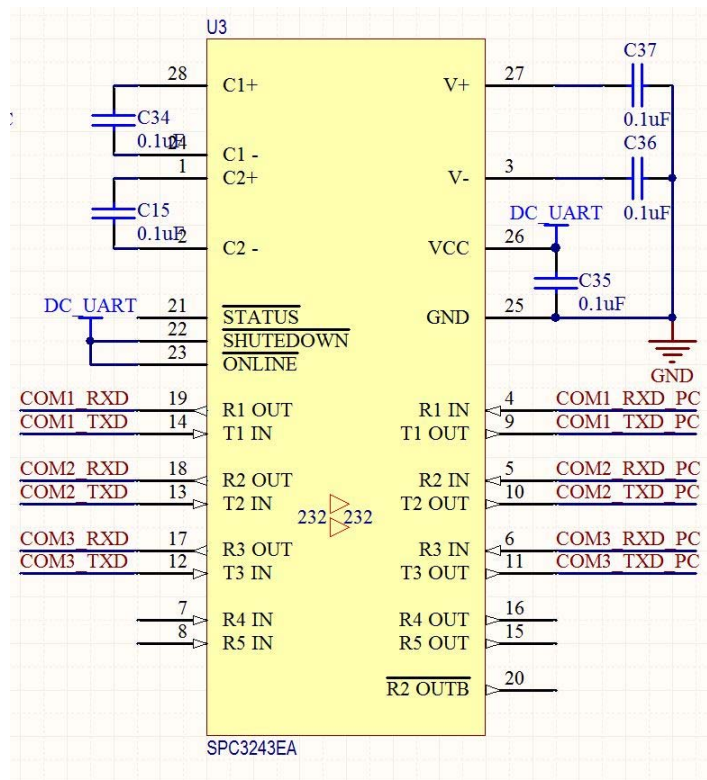 U3
28 C1+ V+ 27 C37
C34 0.1uF
0.1uF C36
24 C1 -
1 C2+ V- 3
C15 0.1uF
0.1uF DC_UART
2 C2 - VCC 26
C35
DC_UART 0.1uF
21 STATUS GND 25
22 SHUTEDOWN
23 ONLINE
GND
COM1_RXD 19 R1 OUT R1 IN 4 COM1_RXD_PC
COM1_TXD 14 T1 IN T1 OUT 9 COM1_TXD_PC
COM2_RXD 18 R2 OUT R2 IN 5 COM2_RXD_PC
COM2_TXD 13 T2 IN T2 OUT 10 COM2_TXD_PC
232 232
COM3_RXD 17 R3 OUT R3 IN 6 COM3_RXD_PC
COM3_TXD 12 T3 IN T3 OUT 11 COM3_TXD_PC
7 R4 IN R4 OUT 16
8 R5 IN R5 OUT 15
R2 OUTB 20
SPC3243EA